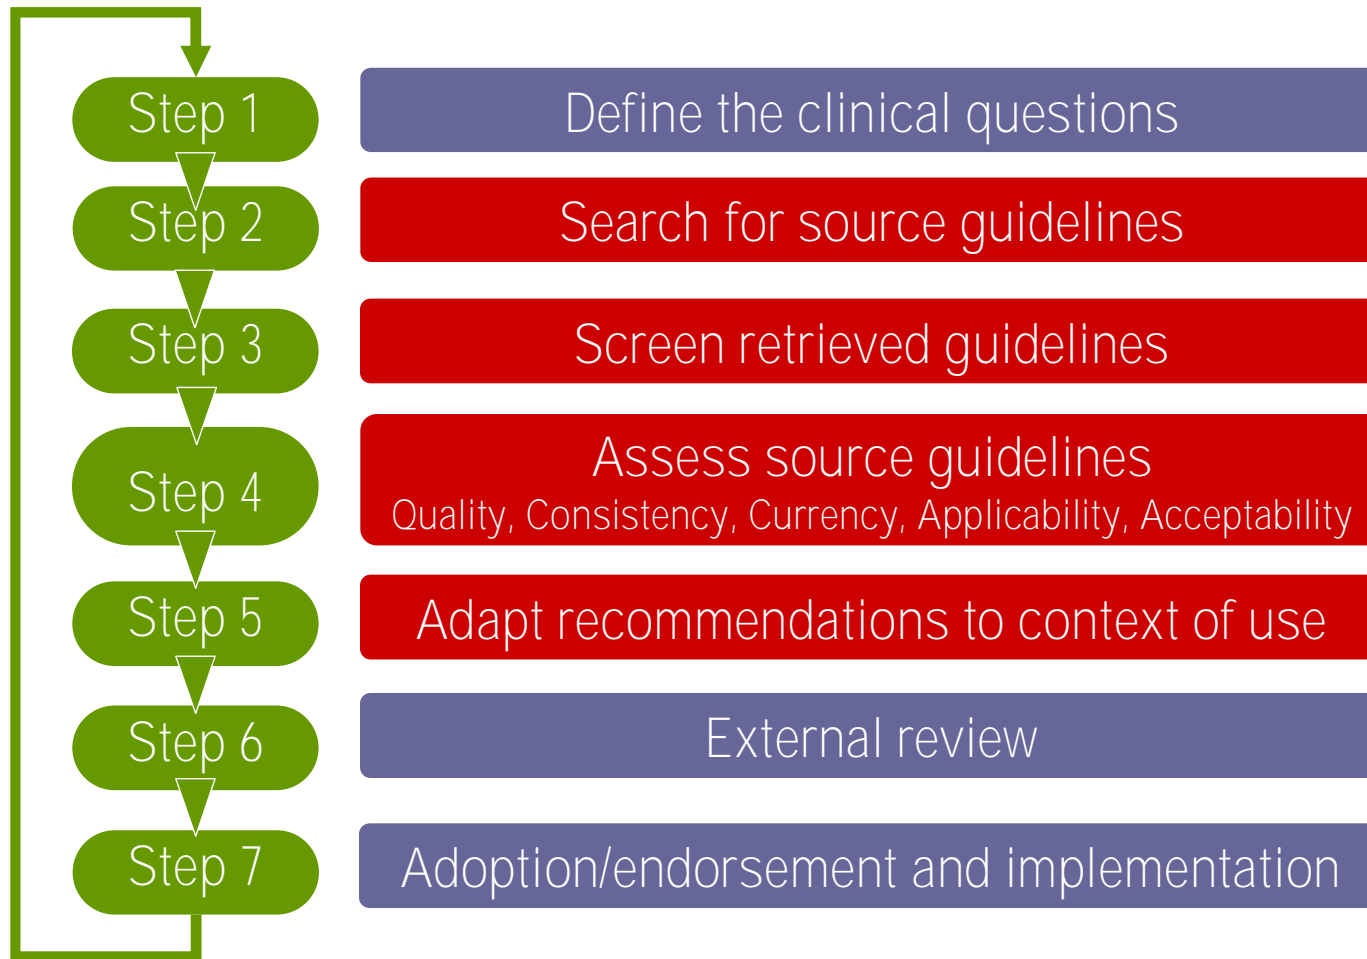 Step 1
Define the clinical questions
Step 2
Search for source guidelines
Step 3
Screen retrieved guidelines
Step 4
Assess source guidelines
Quality, Consistency, Currency, Applicability, Acceptability
Step 5
Adapt recommendations to context of use
Step 6
External review
Step 7
Adoption/endorsement and implementation